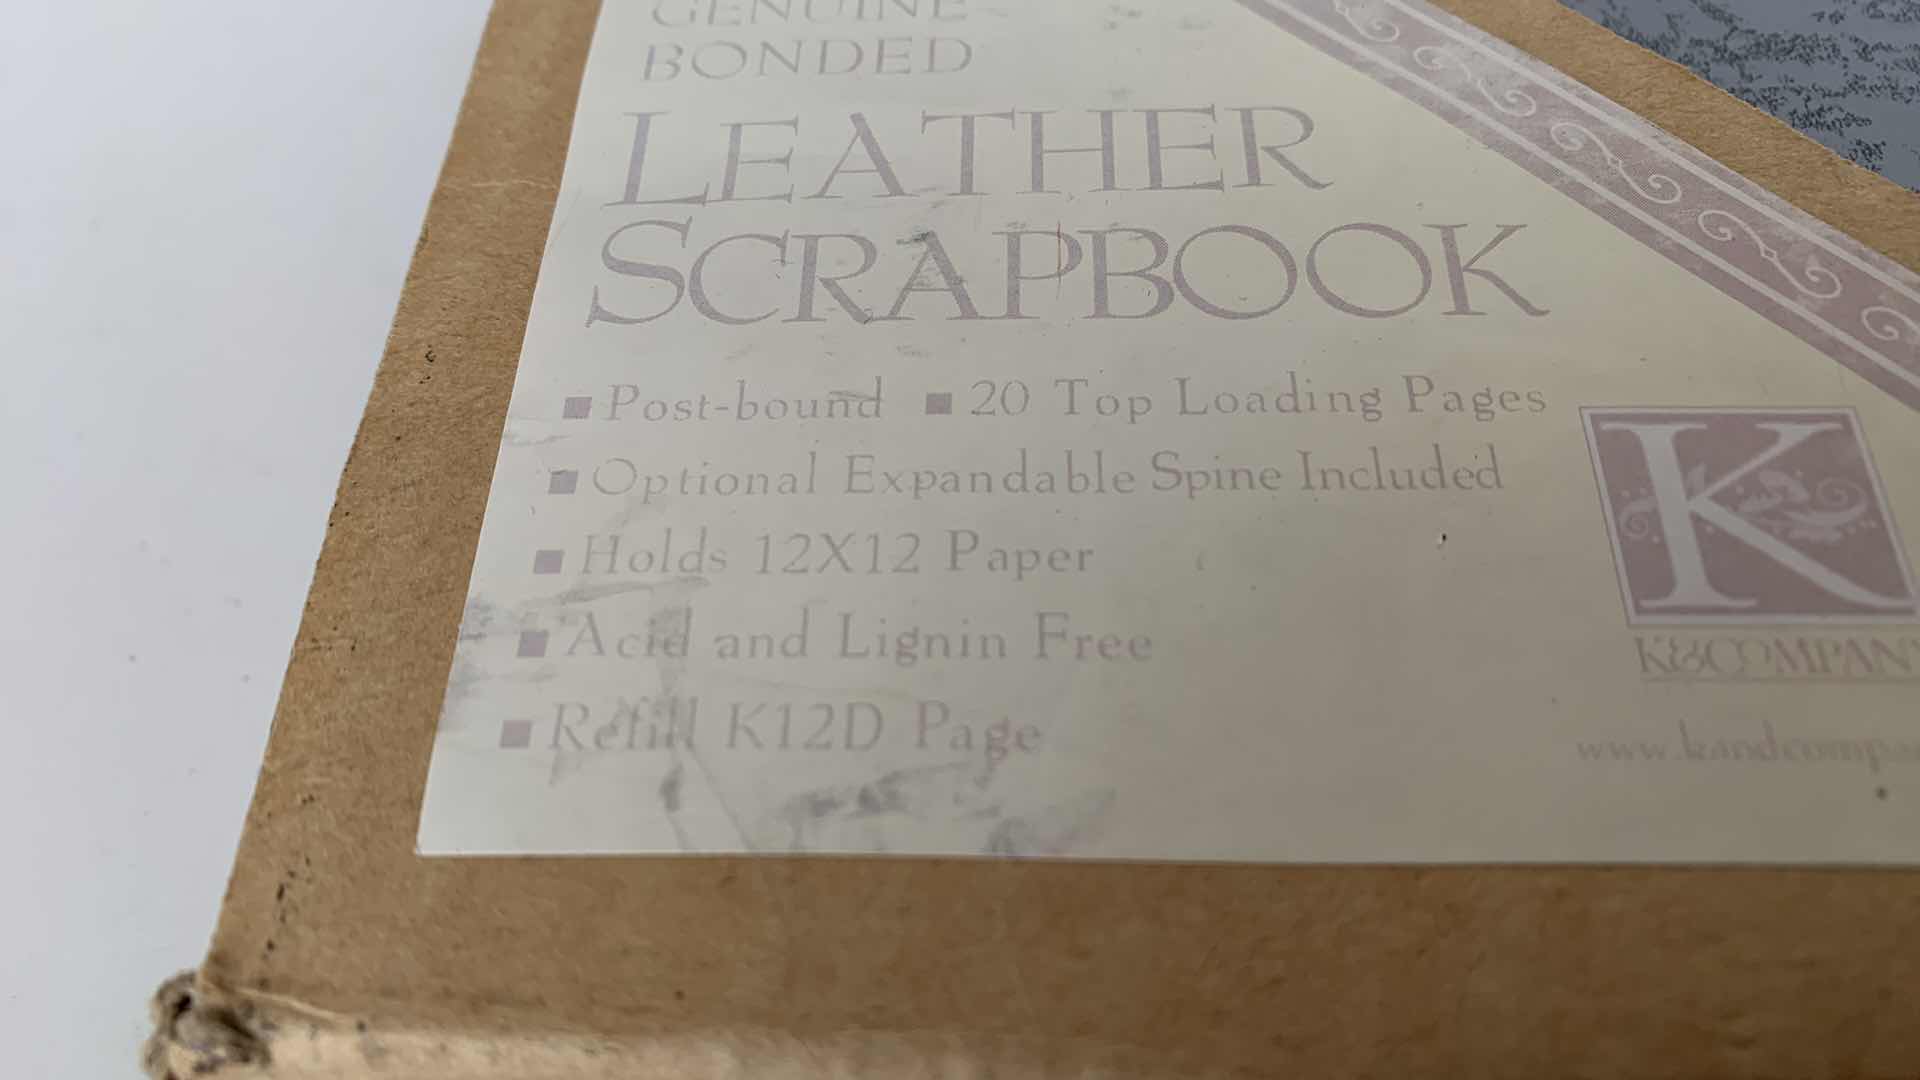 GENUINE
BONDED
LEATHER
SCRAPBOOK
■ Post-bound ■ 20 Top Loading Pages
■ Optional Expandable Spine Included
■ Holds 12X12 Paper
■ Acid and Lignin Free
■ Refill K12D Page
K
K&COMPANY